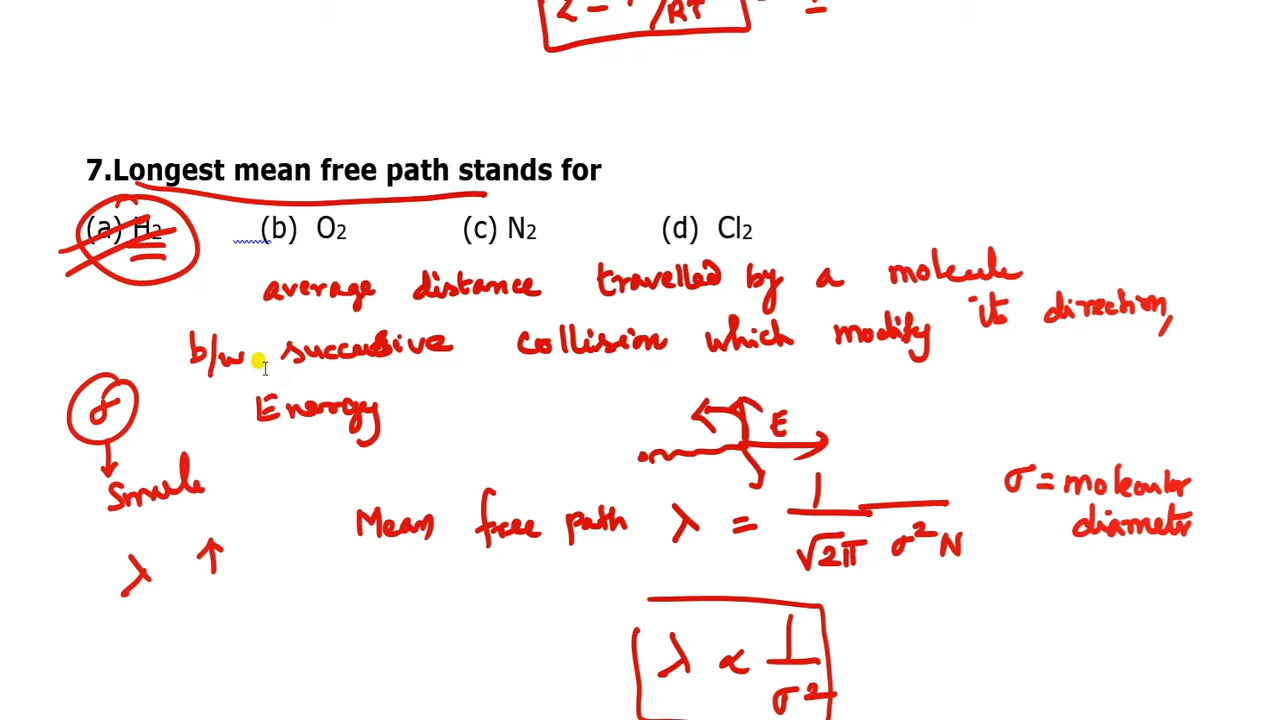 7.Longest mean free path stands for
(a) H2 (b) O2 (c) N2 (d) Cl2
average distance travelled by a molecule
b/w successive collision which modify its direction,
Energy
σ
E
Small
Mean free path λ = 1/√2π σ²N
σ = molecular diameter
λ ↑
λ ∝ 1/σ²